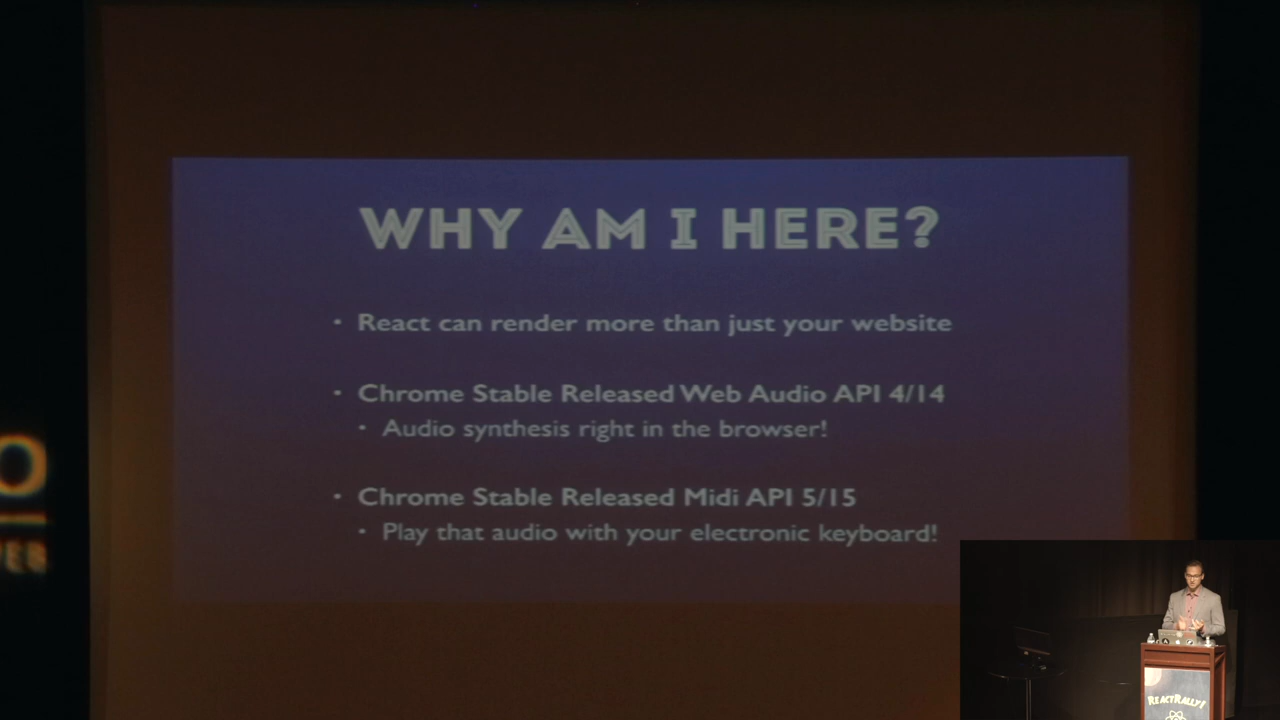 WHY AM I HERE?
• React can render more than just your website
• Chrome Stable Released Web Audio API 4/14
• Audio synthesis right in the browser!
• Chrome Stable Released Midi API 5/15
• Play that audio with your electronic keyboard!
REACTRALLY!